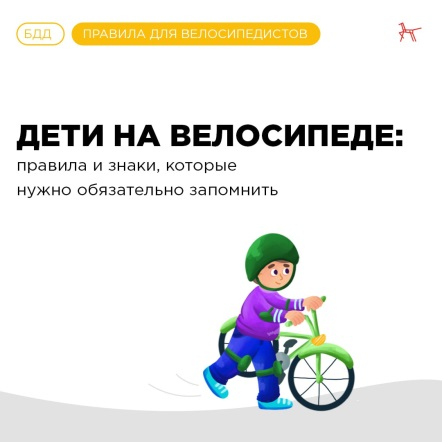 БДД
ПРАВИЛА ДЛЯ ВЕЛОСИПЕДИСТОВ
ДЕТИ НА ВЕЛОСИПЕДЕ:
правила и знаки, которые
нужно обязательно запомнить